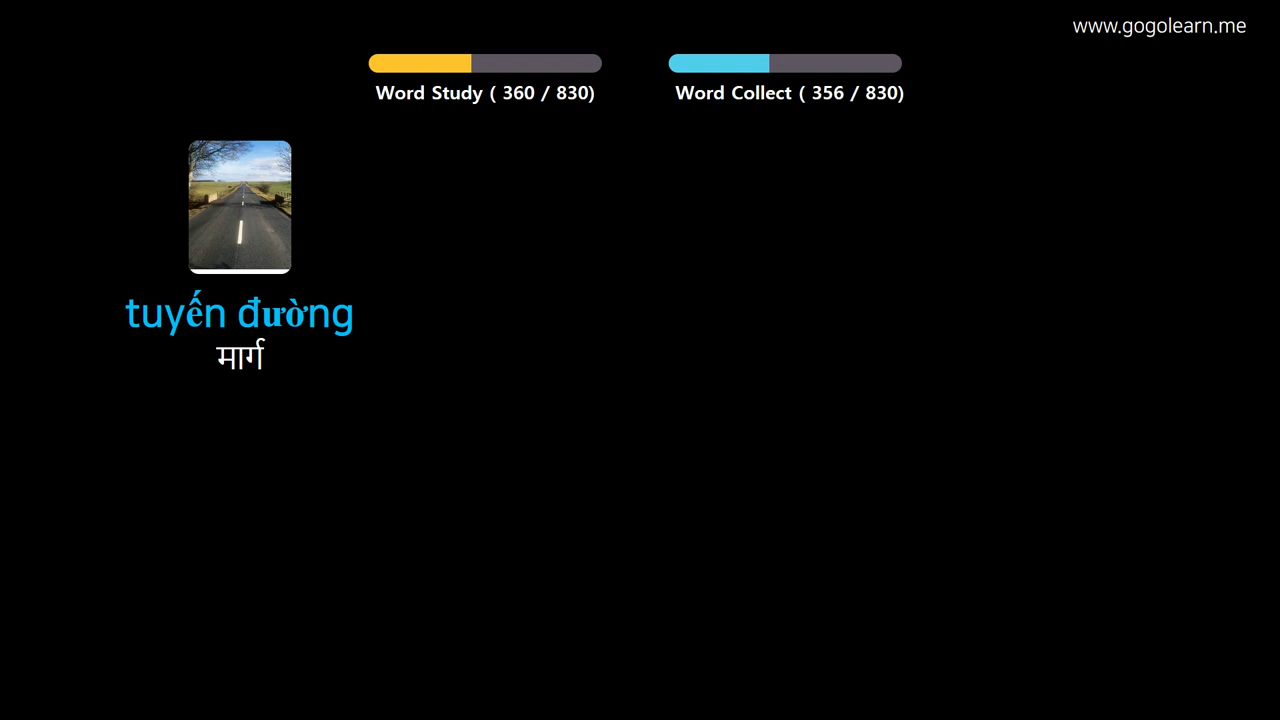 www.gogolearn.me
Word Study ( 360 / 830)
Word Collect ( 356 / 830)
tuyến đường
मार्ग